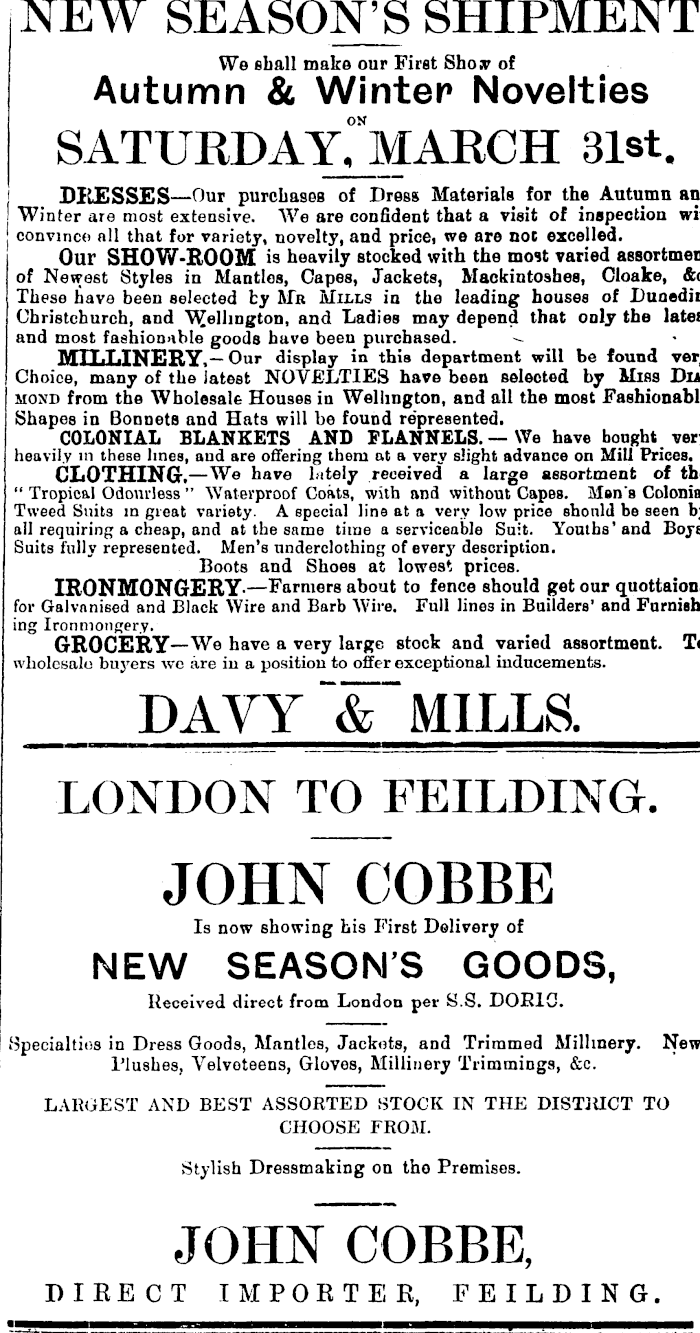 NEW SEASON'S SHIPMENT
We shall make our First Show of
Autumn & Winter Novelties
ON
SATURDAY, MARCH 31st.
DRESSES—Our purchases of Dress Materials for the Autumn an
Winter are most extensive. We are confident that a visit of inspection wi
convince all that for variety, novelty, and price, we are not excelled.
Our SHOW-ROOM is heavily stocked with the most varied assortmen
of Newest Styles in Mantles, Capes, Jackets, Mackintoshes, Cloake, &c
These have been selected by MR MILLS in the leading houses of Dunedin
Christchurch, and Wellington, and Ladies may depend that only the lates
and most fashionable goods have been purchased.
MILLINERY,—Our display in this department will be found ver
Choice, many of the latest NOVELTIES have been selected by MISS DIA
MOND from the Wholesale Houses in Wellington, and all the most Fashionabl
Shapes in Bonnets and Hats will be found represented.
COLONIAL BLANKETS AND FLANNELS.—We have bought ver
heavily in these lines, and are offering them at a very slight advance on Mill Prices.
CLOTHING.—We have lately received a large assortment of th
"Tropical Odourless" Waterproof Coats, with and without Capes. Men's Colonia
Tweed Suits in great variety. A special line at a very low price should be seen b
all requiring a cheap, and at the same time a serviceable Suit. Youths' and Boys
Suits fully represented. Men's underclothing of every description.
Boots and Shoes at lowest prices.
IRONMONGERY.—Farmers about to fence should get our quottaion
for Galvanised and Black Wire and Barb Wire. Full lines in Builders' and Furnish
ing Ironmongery.
GROCERY—We have a very large stock and varied assortment. To
wholesale buyers we are in a position to offer exceptional inducements.
DAVY & MILLS.
LONDON TO FEILDING.
JOHN COBBE
Is now showing his First Delivery of
NEW SEASON'S GOODS,
Received direct from London per S.S. DORIC.
Specialties in Dress Goods, Mantles, Jackets, and Trimmed Millinery. New
Plushes, Velveteens, Gloves, Millinery Trimmings, &c.
LARGEST AND BEST ASSORTED STOCK IN THE DISTRICT TO
CHOOSE FROM.
Stylish Dressmaking on the Premises.
JOHN COBBE,
DIRECT IMPORTER, FEILDING.